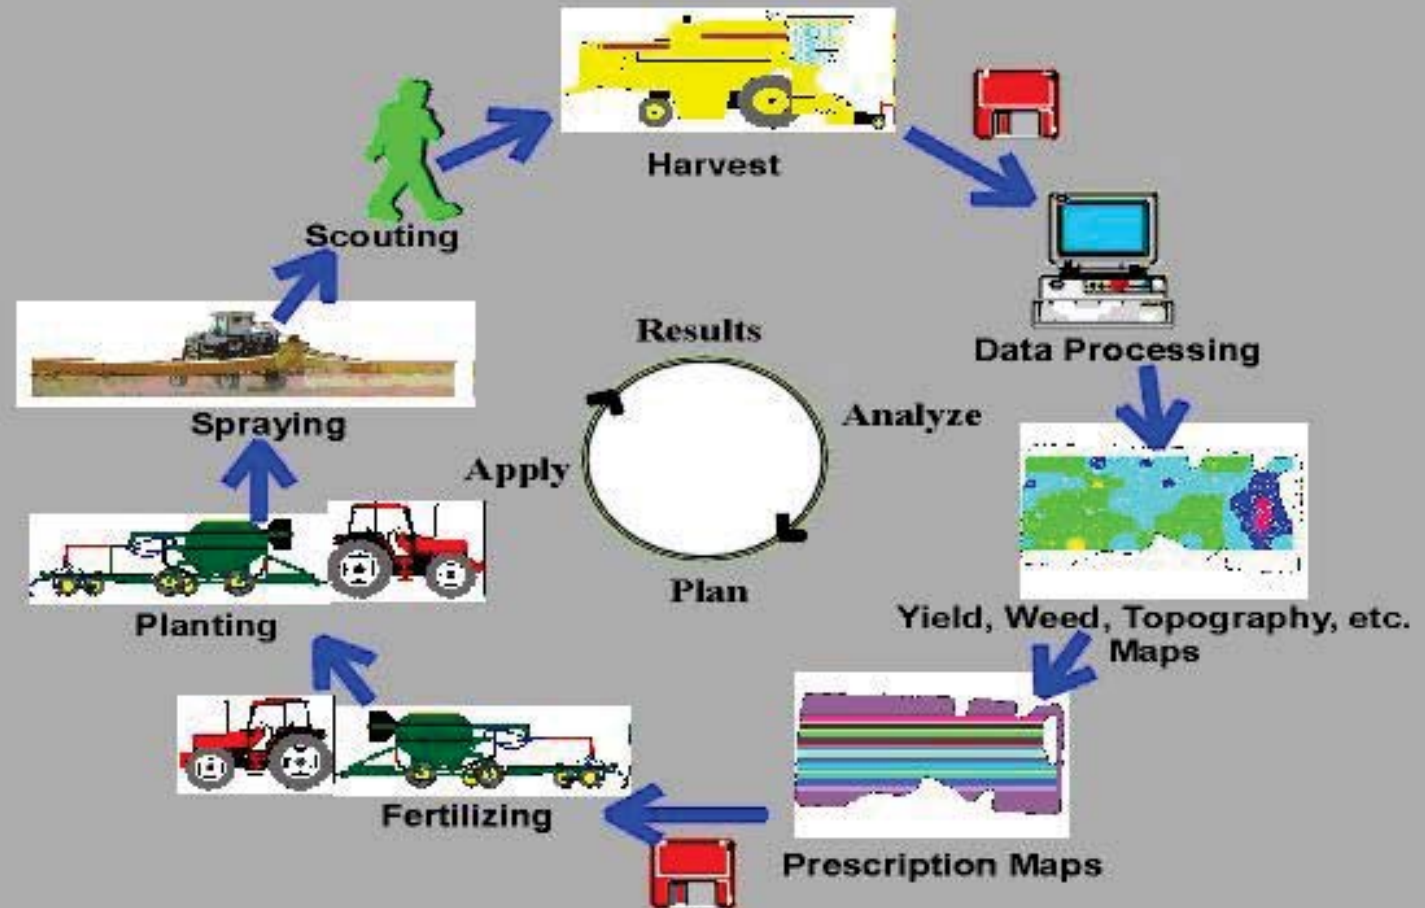 Harvest
Scouting
Data Processing
Results
Analyze
Spraying
Apply
Plan
Planting
Yield, Weed, Topography, etc.
Maps
Fertilizing
Prescription Maps